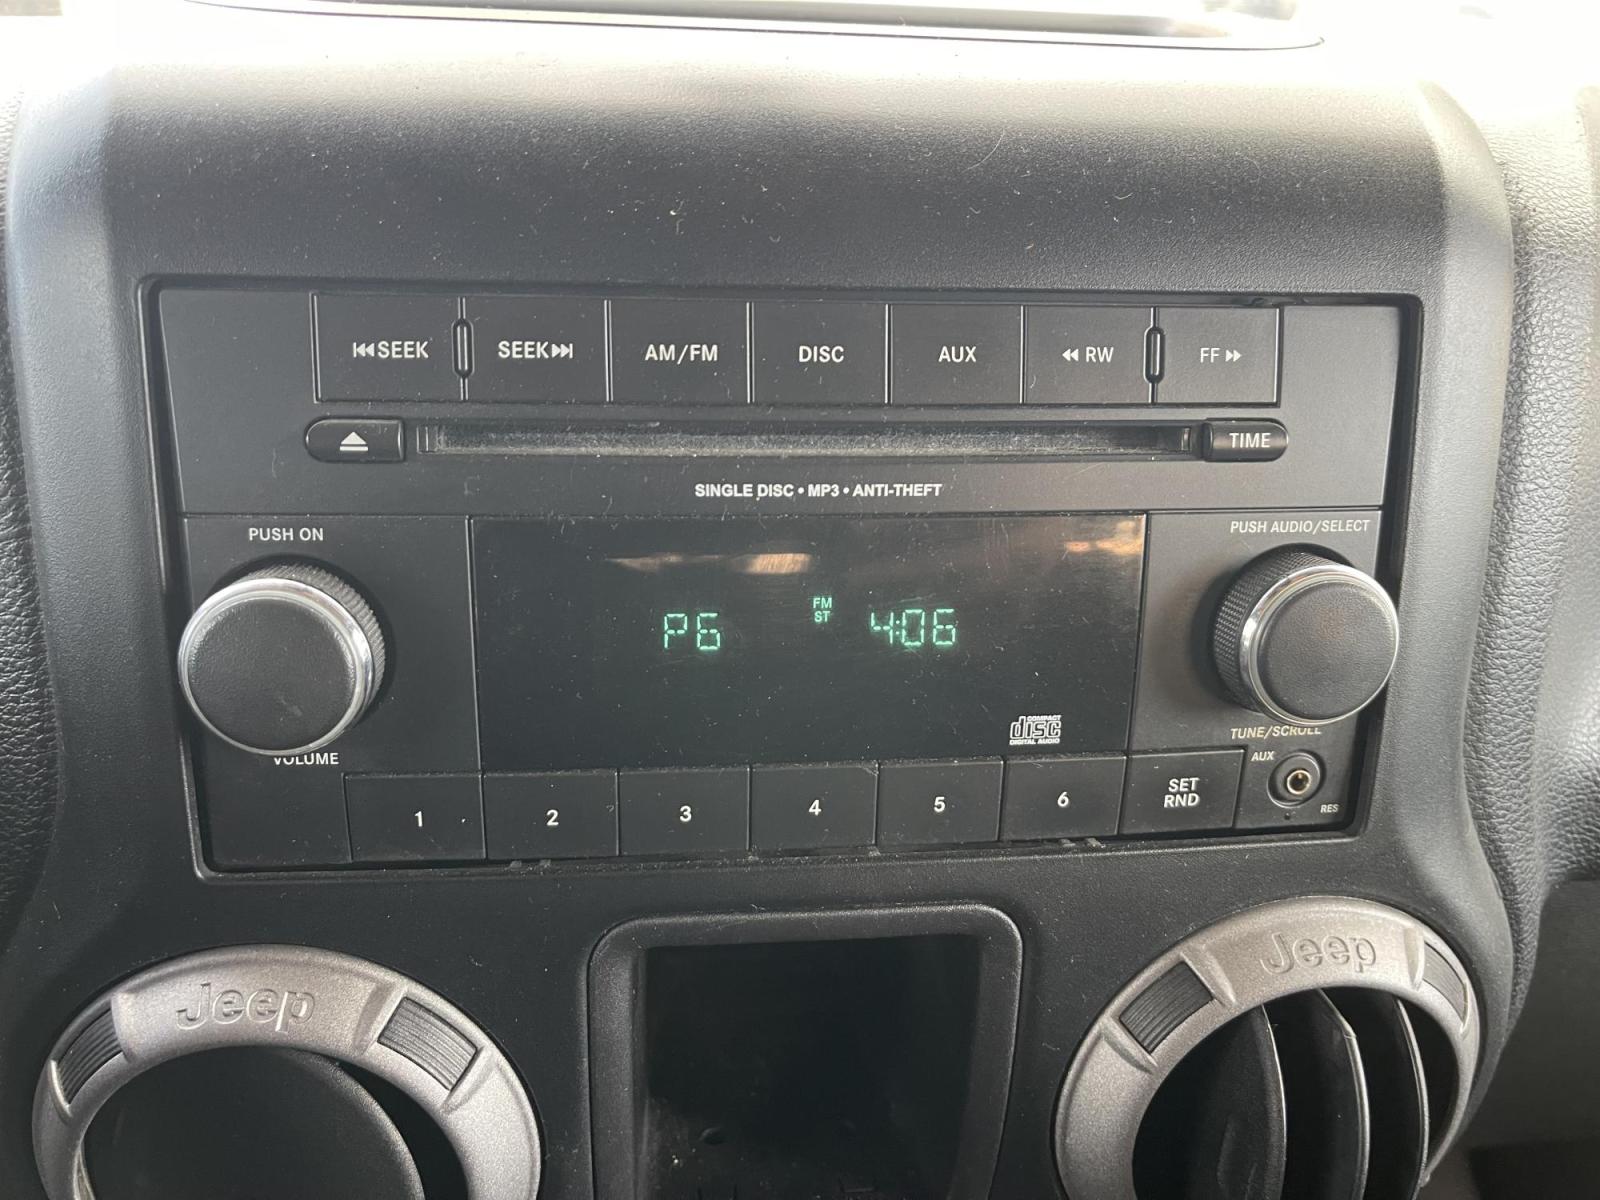 SEEK SEEK AM/FM DISC AUX RW FF
TIME
SINGLE DISC • MP3 • ANTI-THEFT
PUSH ON
PUSH AUDIO/SELECT
P6 FM ST 4:06
COMPACT
disc
DIGITAL AUDIO
VOLUME
TUNE/SCROLL
AUX
RES
1 2 3 4 5 6 SET
RND
Jeep
Jeep